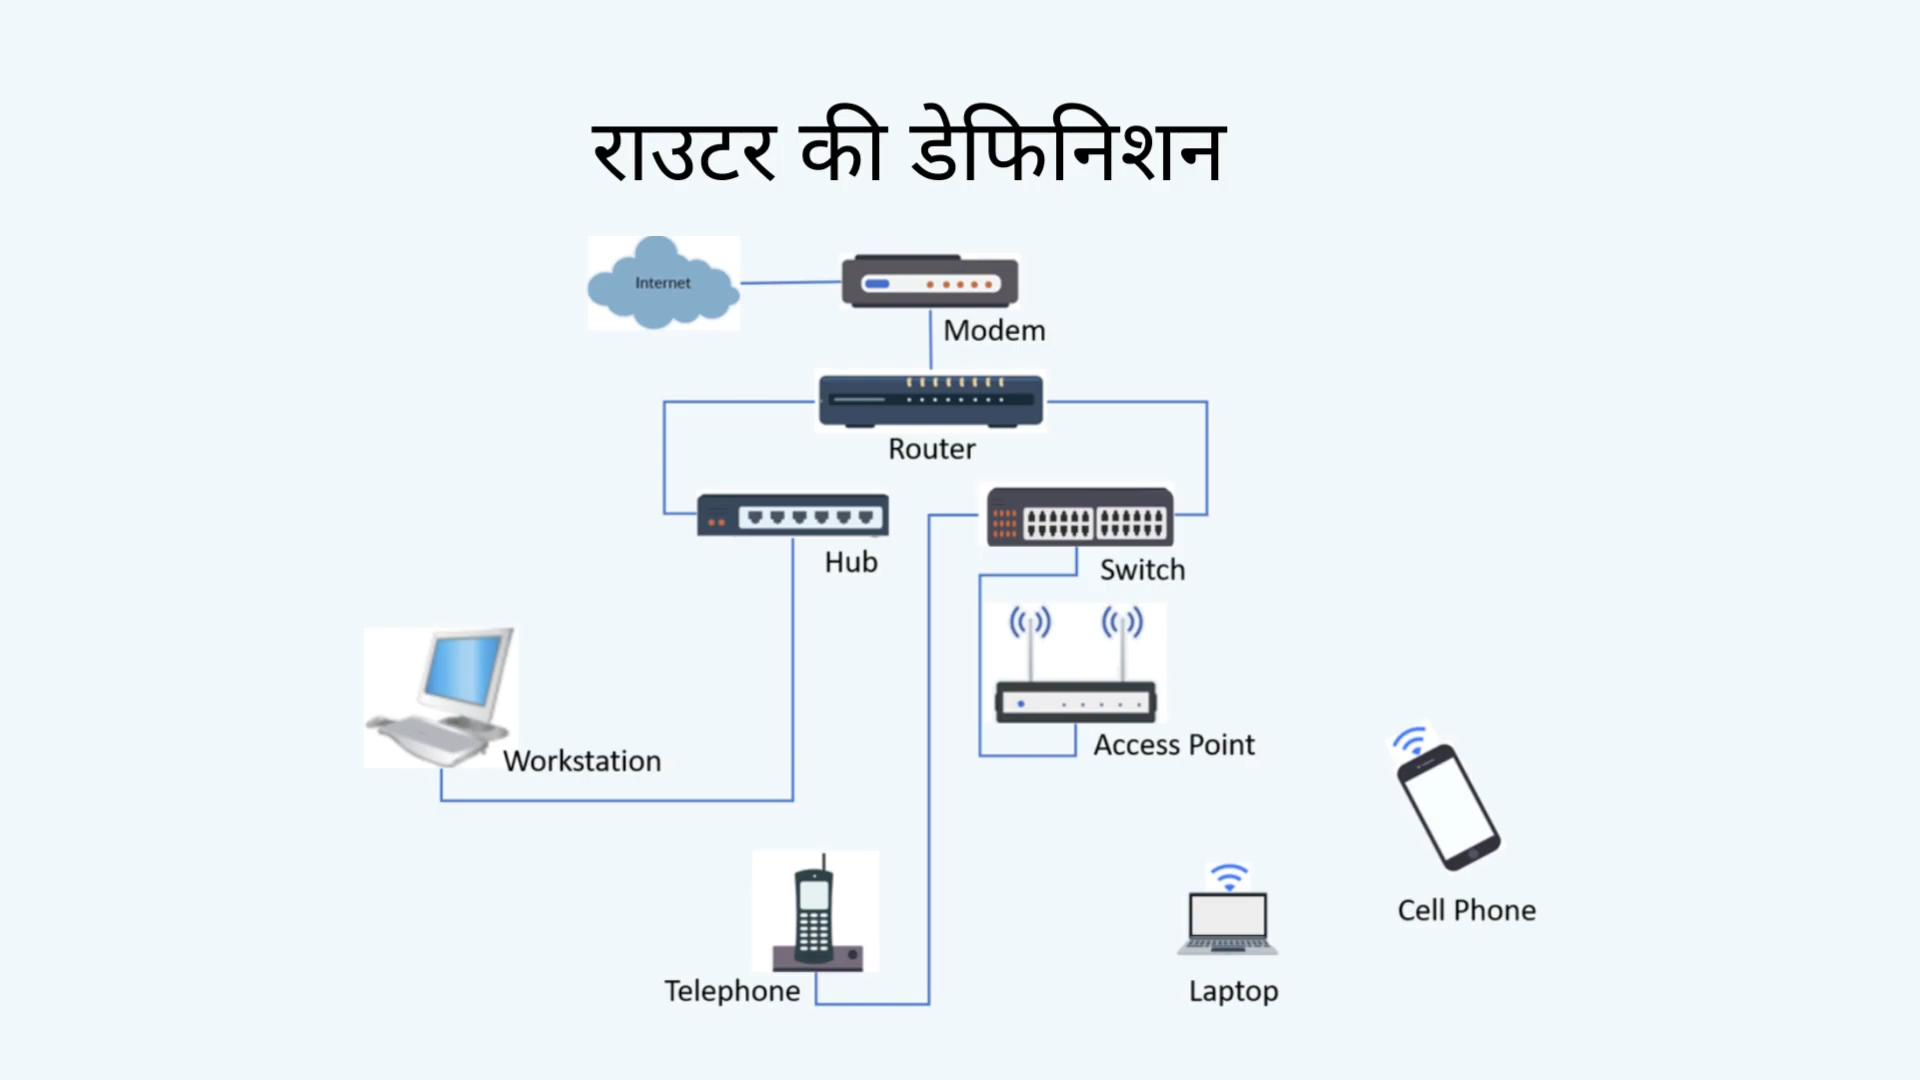 राउटर की डेफिनिशन
Internet
Modem
Router
Hub
Switch
Workstation
Access Point
Cell Phone
Telephone
Laptop